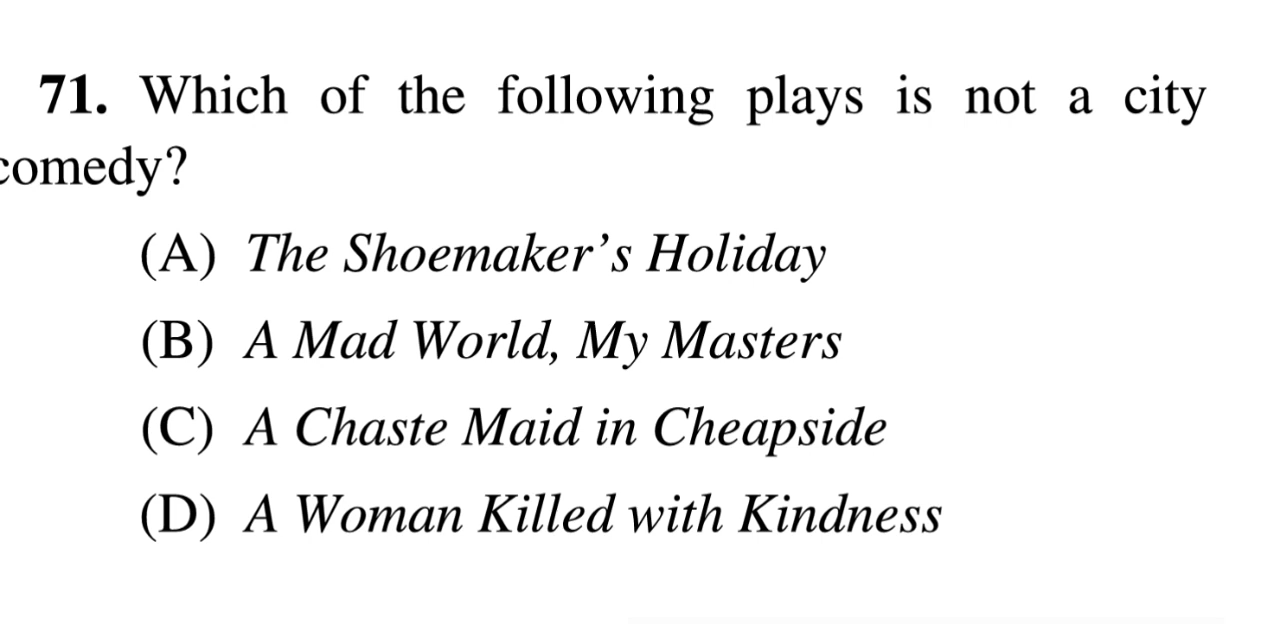 71. Which of the following plays is not a city
comedy?
(A) The Shoemaker’s Holiday
(B) A Mad World, My Masters
(C) A Chaste Maid in Cheapside
(D) A Woman Killed with Kindness